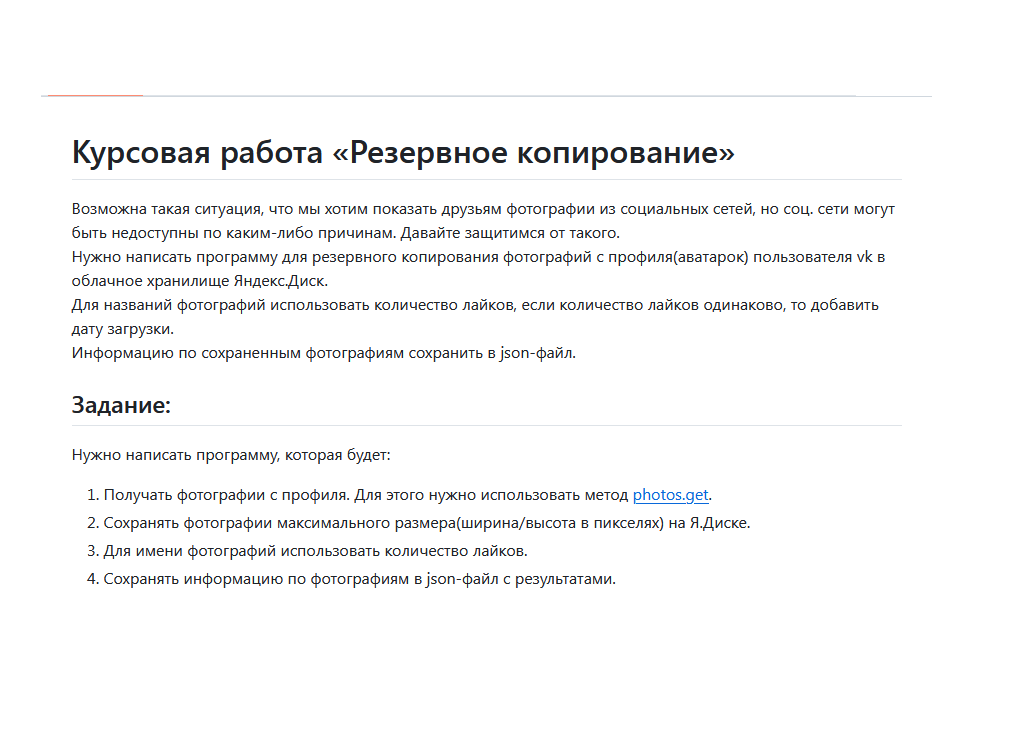 Курсовая работа «Резервное копирование»
Возможна такая ситуация, что мы хотим показать друзьям фотографии из социальных сетей, но соц. сети могут
быть недоступны по каким-либо причинам. Давайте защитимся от такого.
Нужно написать программу для резервного копирования фотографий с профиля(аватарок) пользователя vk в
облачное хранилище Яндекс.Диск.
Для названий фотографий использовать количество лайков, если количество лайков одинаково, то добавить
дату загрузки.
Информацию по сохраненным фотографиям сохранить в json-файл.
Задание:
Нужно написать программу, которая будет:
1. Получать фотографии с профиля. Для этого нужно использовать метод photos.get.
2. Сохранять фотографии максимального размера(ширина/высота в пикселях) на Я.Диске.
3. Для имени фотографий использовать количество лайков.
4. Сохранять информацию по фотографиям в json-файл с результатами.